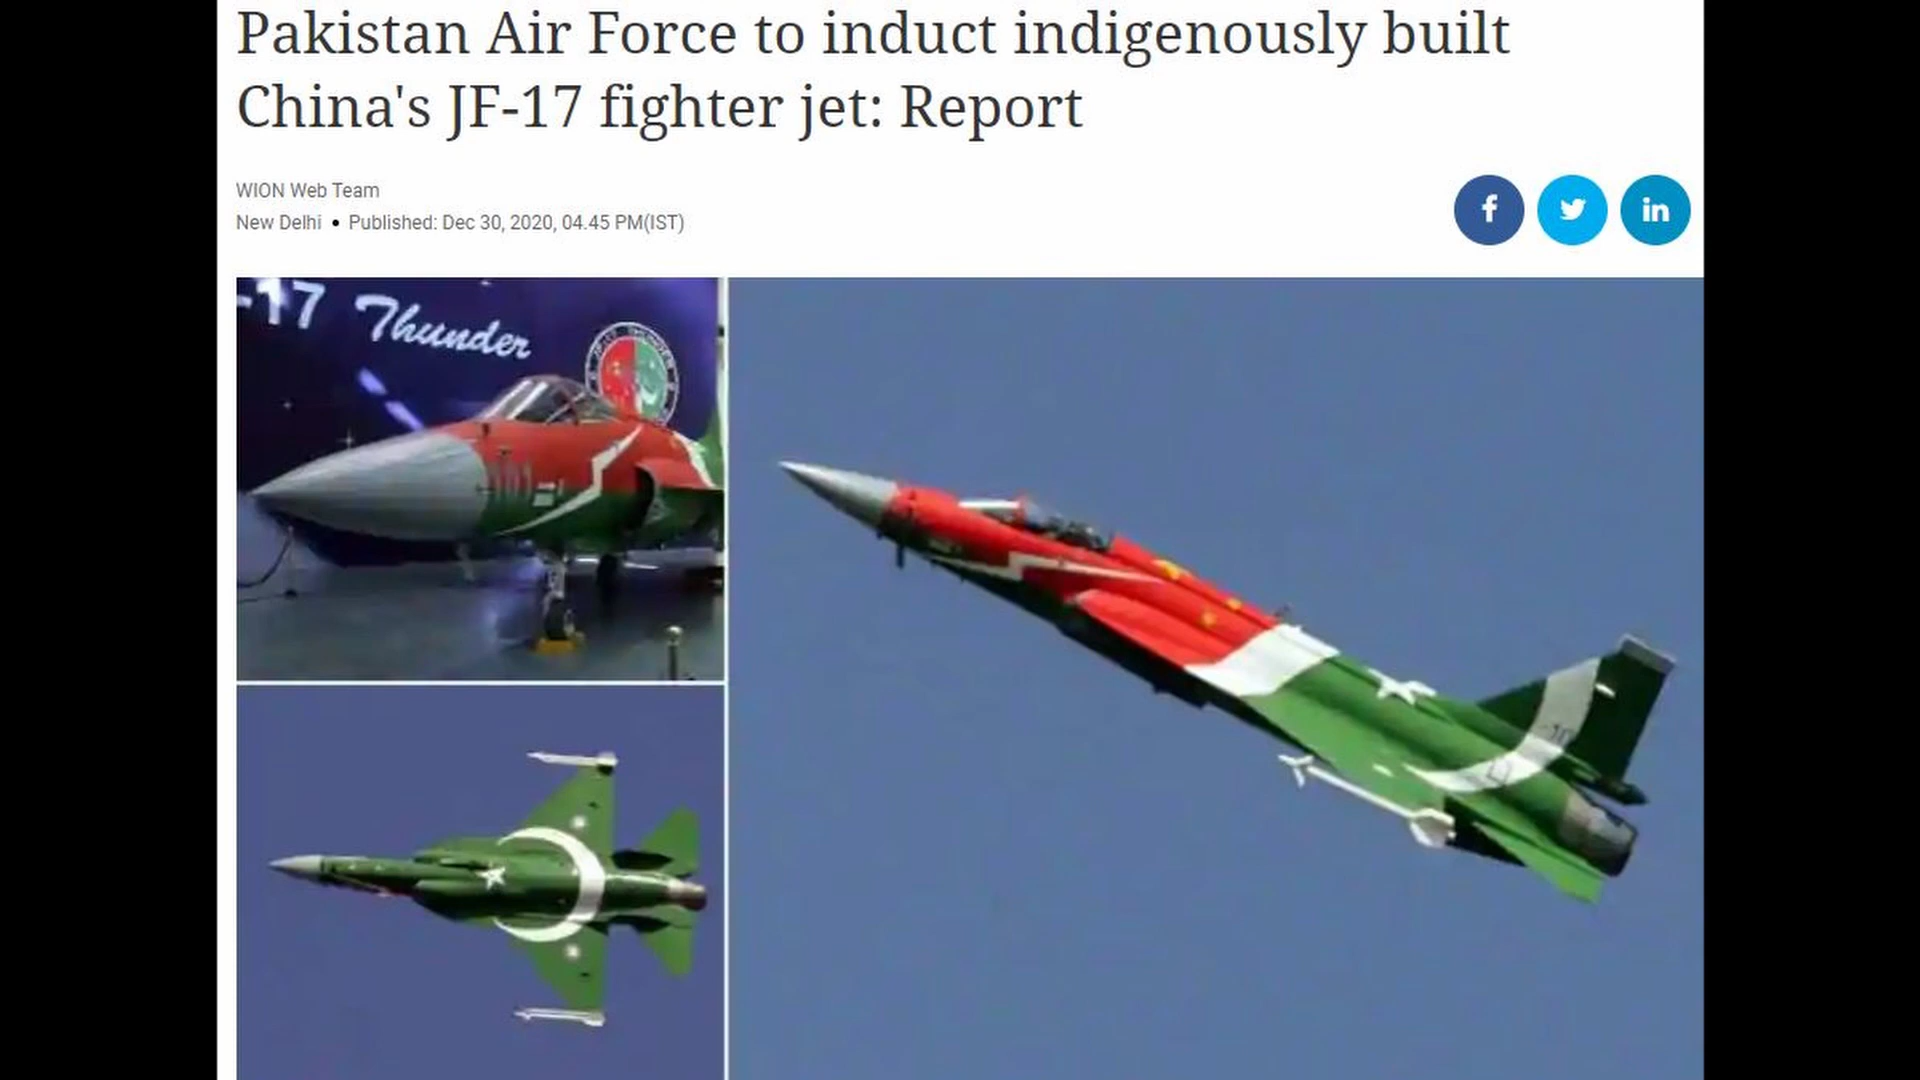 Pakistan Air Force to induct indigenously built
China's JF-17 fighter jet: Report
WION Web Team
New Delhi • Published: Dec 30, 2020, 04.45 PM(IST)
-17 Thunder